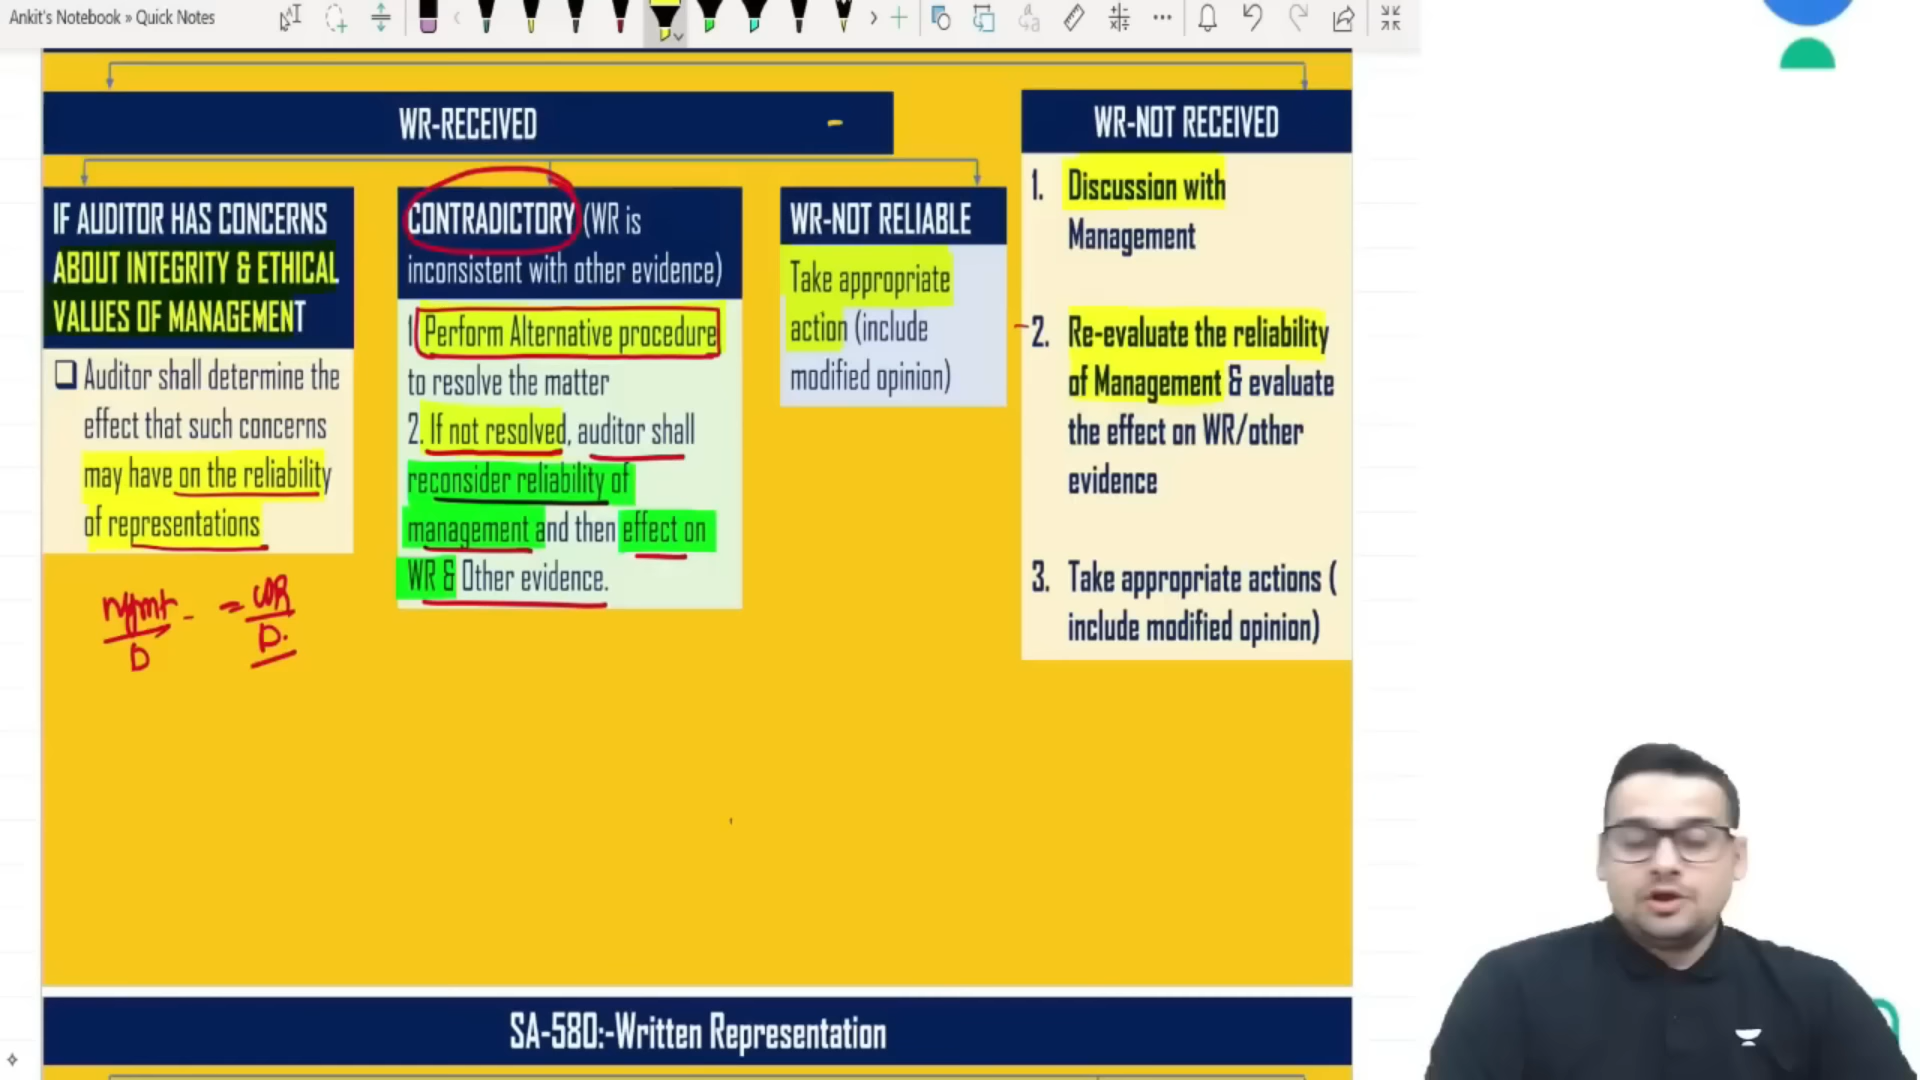 Ankit's Notebook » Quick Notes
WR-RECEIVED
WR-NOT RECEIVED
IF AUDITOR HAS CONCERNS
ABOUT INTEGRITY & ETHICAL
VALUES OF MANAGEMENT
Auditor shall determine the
effect that such concerns
may have on the reliability
of representations
Mgmt = WR
D D.
CONTRADICTORY (WR is
inconsistent with other evidence)
1 Perform Alternative procedure
to resolve the matter
2. If not resolved, auditor shall
reconsider reliability of
management and then effect on
WR & Other evidence.
WR-NOT RELIABLE
Take appropriate
action (include
modified opinion)
1. Discussion with
Management
2. Re-evaluate the reliability
of Management & evaluate
the effect on WR/other
evidence
3. Take appropriate actions (
include modified opinion)
SA-580:-Written Representation